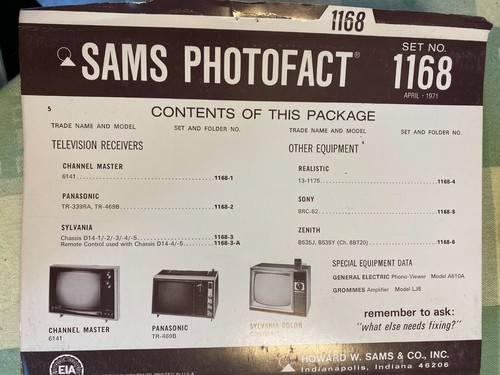 1168
SAMS PHOTOFACT®
SET NO.
1168
APRIL · 1971
5
CONTENTS OF THIS PACKAGE
TRADE NAME AND MODEL SET AND FOLDER NO.
TELEVISION RECEIVERS
CHANNEL MASTER
6141 1168-1
PANASONIC
TR-339RA, TR-469B 1168-2
SYLVANIA
Chassis D14-1/-2/-3/-4/-5 1168-3
Remote Control used with Chassis D14-4/-5 1168-3-A
TRADE NAME AND MODEL SET AND FOLDER NO.
OTHER EQUIPMENT
REALISTIC
13-1175 1168-4
SONY
BRC-62 1168-5
ZENITH
B535J, B535Y (Ch. 8BT20) 1168-6
SPECIAL EQUIPMENT DATA
GENERAL ELECTRIC Phono-Viewer Model A610A
GROMMES Amplifier Model LJ8
CHANNEL MASTER
6141
PANASONIC
TR-469B
SYLVANIA COLOR
remember to ask:
"what else needs fixing?"
EIA
HOWARD W. SAMS & CO., INC.
Indianapolis, Indiana 46206